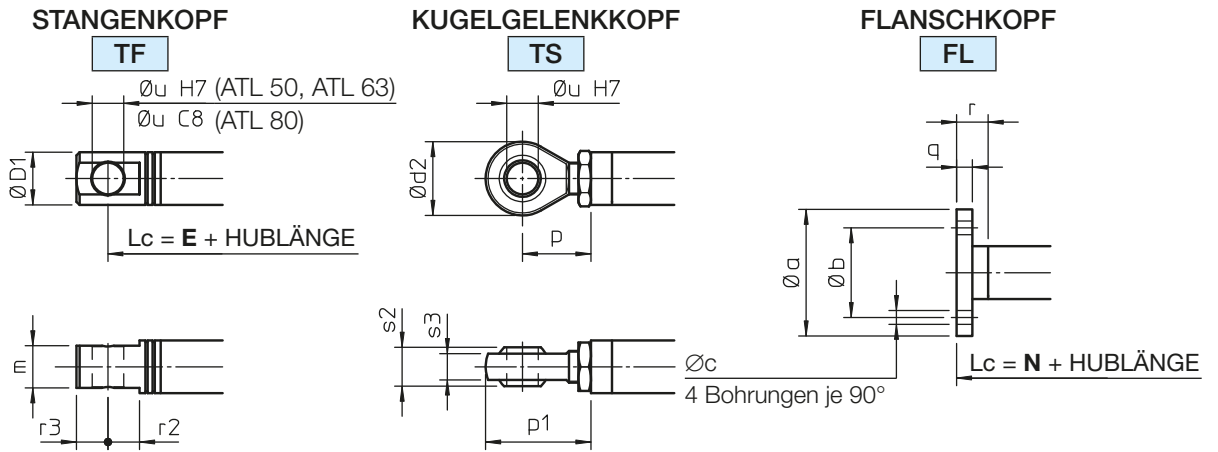 STANGENKOPF
TF
Øu H7 (ATL 50, ATL 63)
Øu C8 (ATL 80)
ØD1
Lc = E + HUBLÄNGE
m
r3
r2
KUGELGELENKKOPF
TS
Øu H7
Ød2
p
s2
s3
p1
FLANSCHKOPF
FL
r
q
Øa
Øb
Øc
4 Bohrungen je 90°
Lc = N + HUBLÄNGE